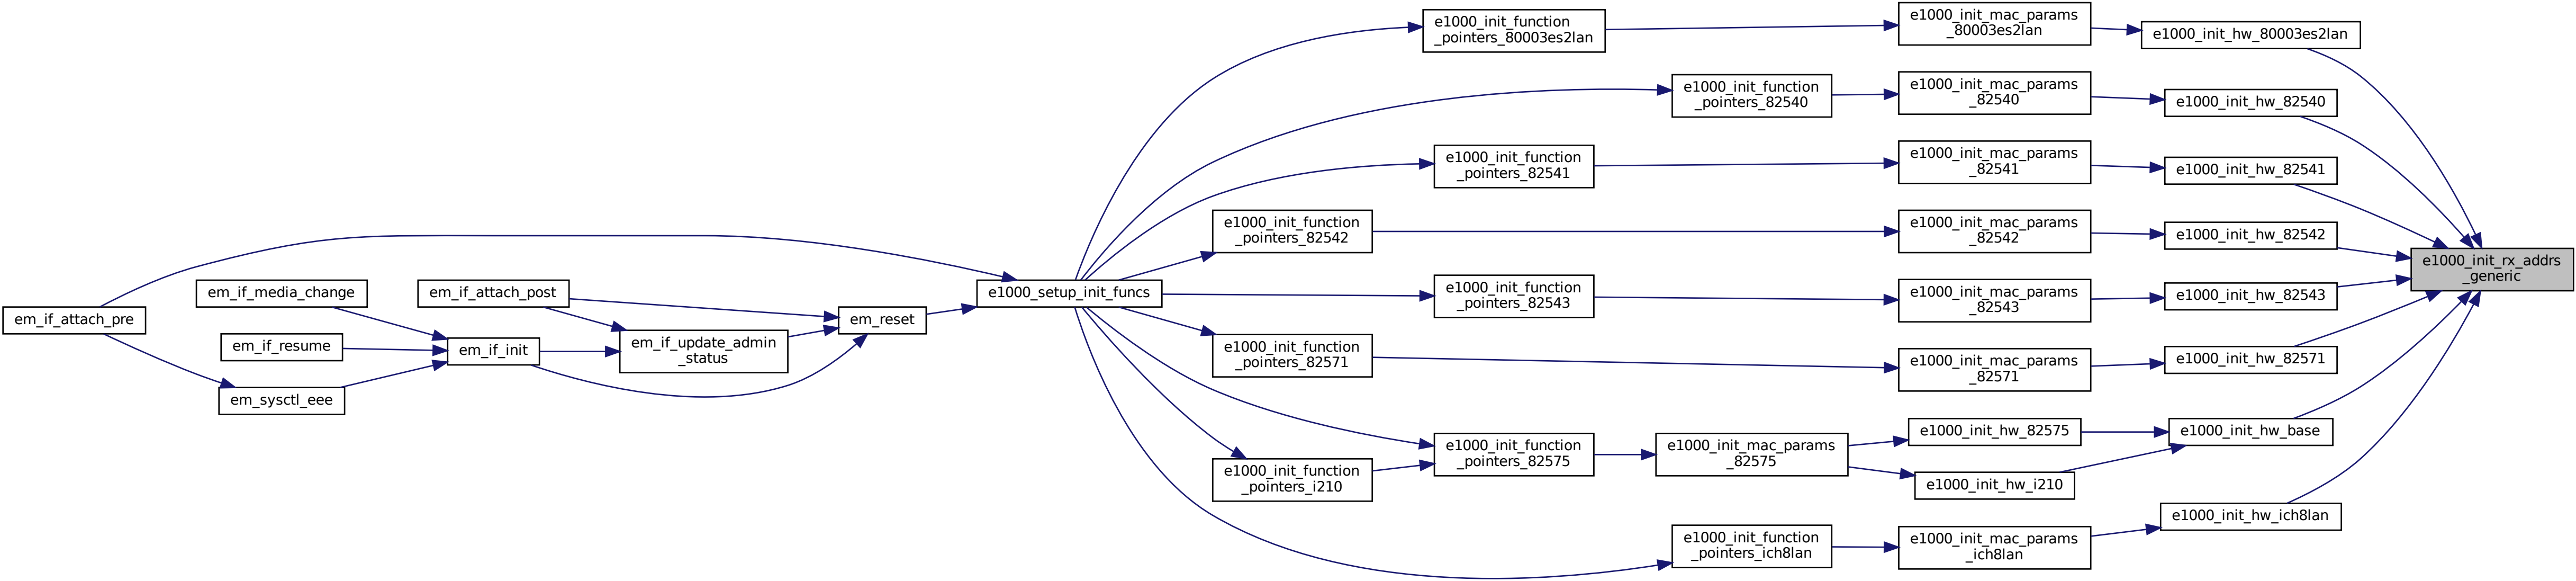 em_if_attach_pre
em_if_media_change
em_if_resume
em_sysctl_eee
em_if_attach_post
em_if_init
em_if_update_admin
_status
em_reset
e1000_setup_init_funcs
e1000_init_function
_pointers_80003es2lan
e1000_init_mac_params
_80003es2lan
e1000_init_hw_80003es2lan
e1000_init_function
_pointers_82540
e1000_init_mac_params
_82540
e1000_init_hw_82540
e1000_init_function
_pointers_82541
e1000_init_mac_params
_82541
e1000_init_hw_82541
e1000_init_function
_pointers_82542
e1000_init_mac_params
_82542
e1000_init_hw_82542
e1000_init_function
_pointers_82543
e1000_init_mac_params
_82543
e1000_init_hw_82543
e1000_init_function
_pointers_82571
e1000_init_mac_params
_82571
e1000_init_hw_82571
e1000_init_function
_pointers_i210
e1000_init_function
_pointers_82575
e1000_init_mac_params
_82575
e1000_init_hw_82575
e1000_init_hw_i210
e1000_init_hw_base
e1000_init_function
_pointers_ich8lan
e1000_init_mac_params
_ich8lan
e1000_init_hw_ich8lan
e1000_init_rx_addrs
_generic